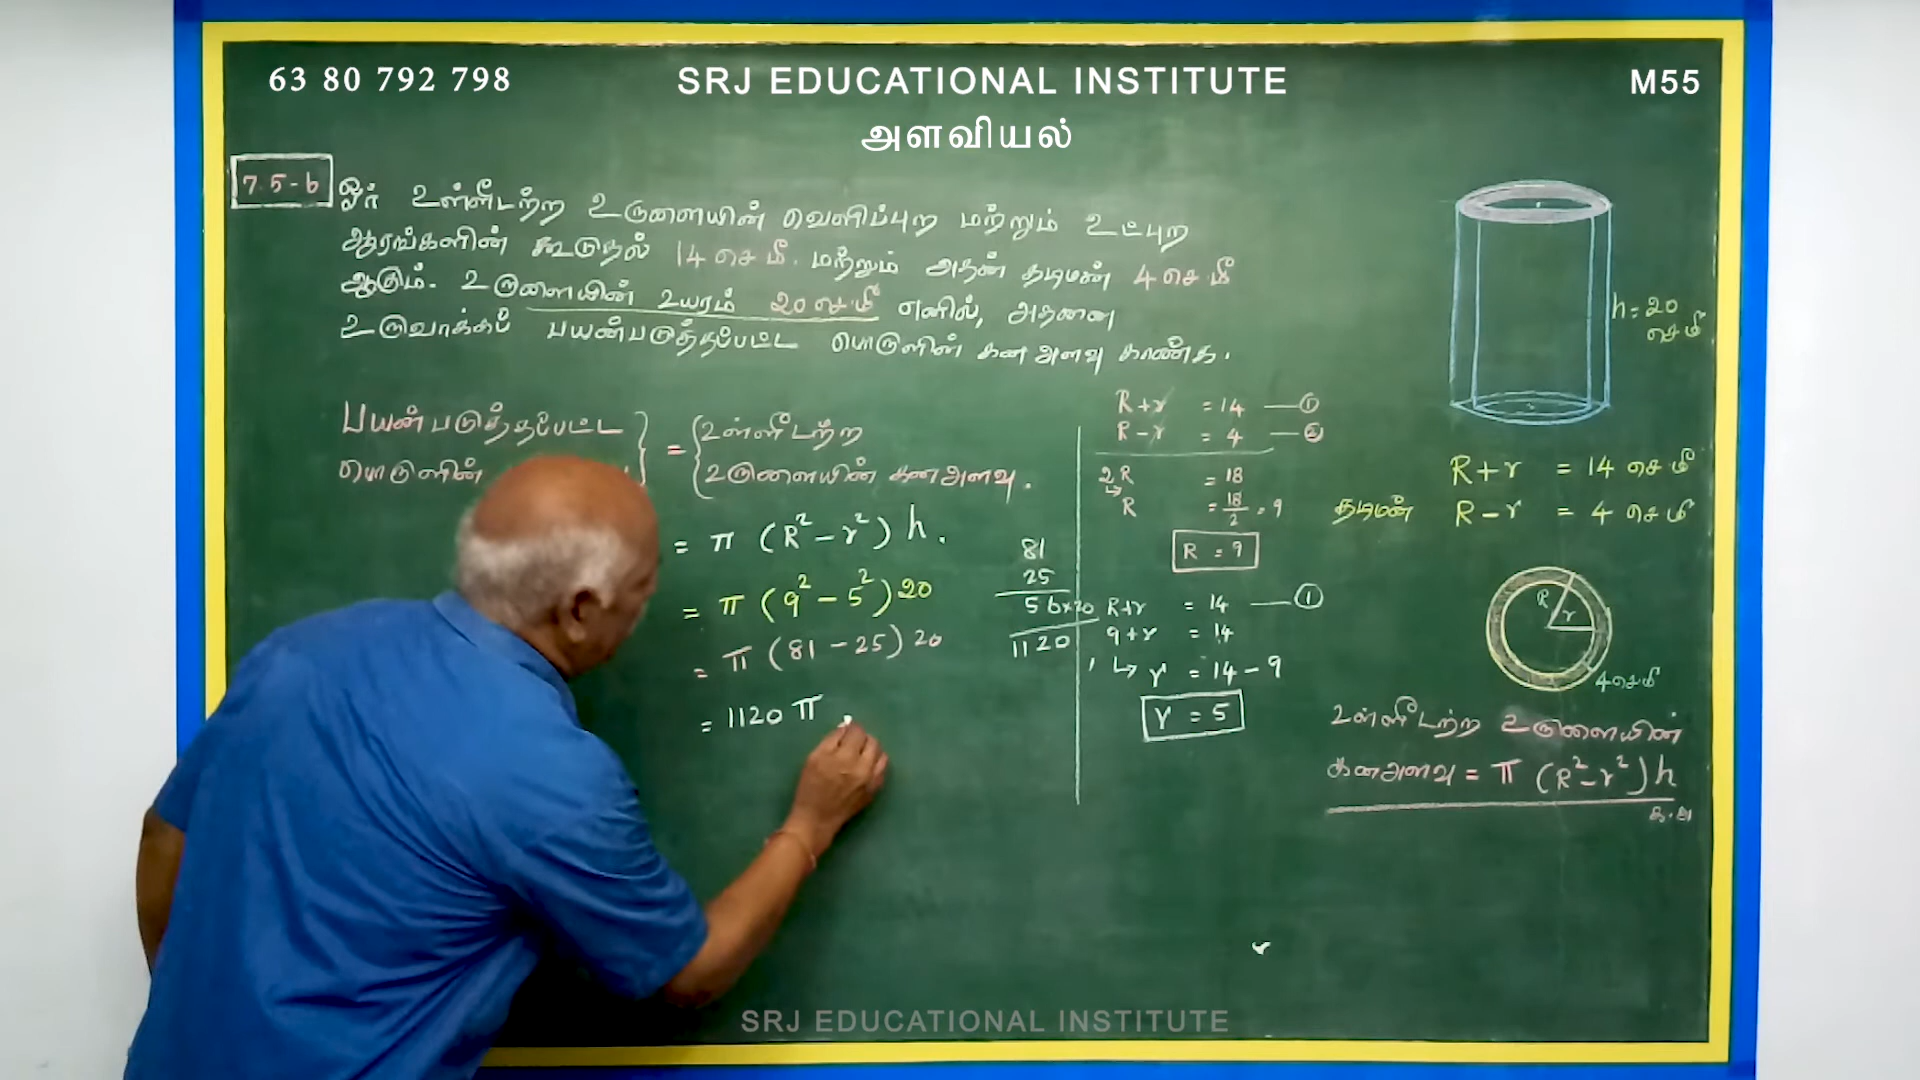 63 80 792 798
SRJ EDUCATIONAL INSTITUTE
M55
அளவியல்
7.5-6
ஓர் உள்ளீடற்ற உருளையின் வெளிப்புற மற்றும் உட்புற
ஆரங்களின் கூடுதல் 14 செ.மீ. மற்றும் அதன் தடிமன் 4 செ.மீ
ஆகும். உருளையின் உயரம் 20 செ.மீ எனில், அதனை
உருவாக்கப் பயன்படுத்தப்பட்ட பொருளின் கன அளவு காண்க.
பயன்படுத்தப்பட்ட
பொருளின்
= உள்ளீடற்ற
உருளையின் கனஅளவு.
= π (R² - r²) h.
= π (9² - 5²) 20
= π (81 - 25) 20
= 1120 π
81
25
56×20
1120
R+r = 14 — ①
R-r = 4 — ②
2R = 18
R = 18/2 = 9
R = 9
R+r = 14 — ①
9+r = 14
↳ r = 14 - 9
r = 5
h = 20
செ.மீ
R+r = 14 செ.மீ
தடிமன் R-r = 4 செ.மீ
R
r
4 செ.மீ
உள்ளீடற்ற உருளையின்
கனஅளவு = π (R² - r²) h
க.அ
SRJ EDUCATIONAL INSTITUTE